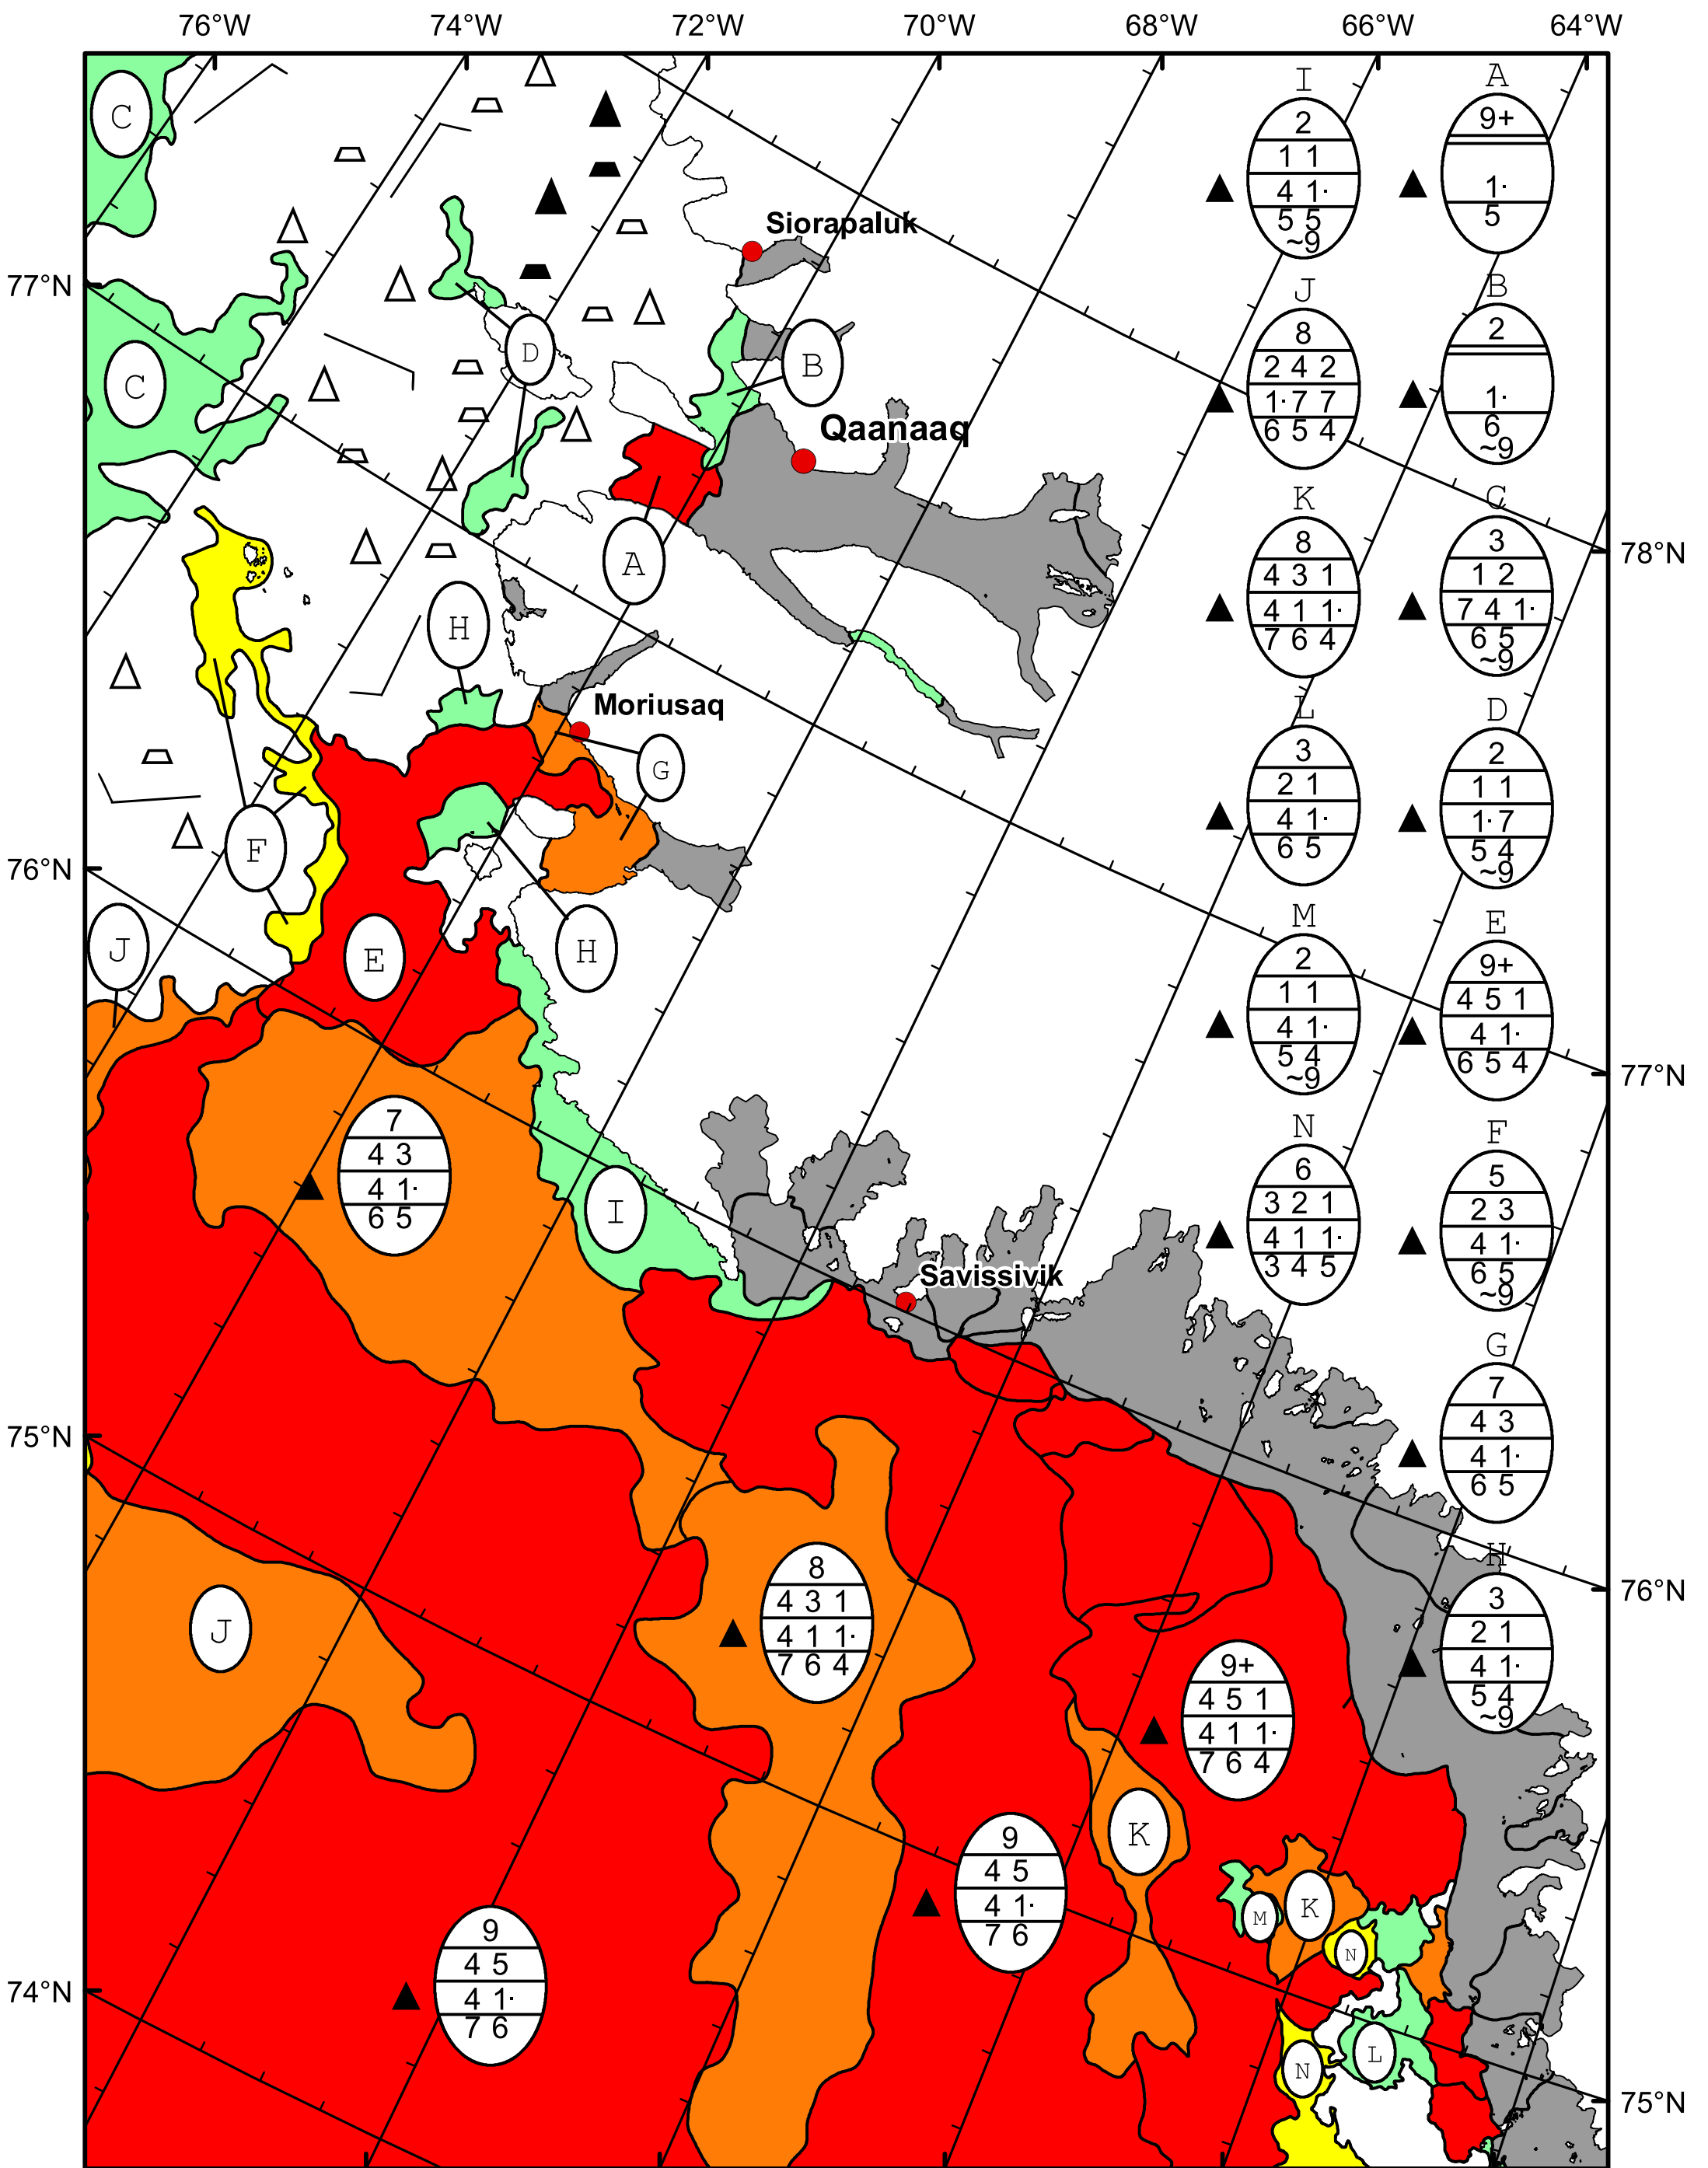 76°W 74°W 72°W 70°W 68°W 66°W 64°W
77°N
76°N
75°N
74°N
78°N
77°N
76°N
75°N
C
C
D
B
A
H
G
F
E
H
J
I
J
K
K
M
N
L
N
Siorapaluk
Qaanaaq
Moriusaq
Savissivik
7
4 3
4 1·
6 5
8
4 3 1
4 1 1·
7 6 4
9+
4 5 1
4 1 1·
7 6 4
9
4 5
4 1·
7 6
9
4 5
4 1·
7 6
I
2
1 1
4 1·
5 5
~9
J
8
2 4 2
1· 7 7
6 5 4
K
8
4 3 1
4 1 1·
7 6 4
L
3
2 1
4 1·
6 5
M
2
1 1
4 1·
5 4
~9
N
6
3 2 1
4 1 1·
3 4 5
A
9+
1·
5
B
2
1·
6
~9
C
3
1 2
7 4 1·
6 5
~9
D
2
1 1
1· 7
5 4
~9
E
9+
4 5 1
4 1·
6 5 4
F
5
2 3
4 1·
6 5
~9
G
7
4 3
4 1·
6 5
H
3
2 1
4 1·
5 4
~9